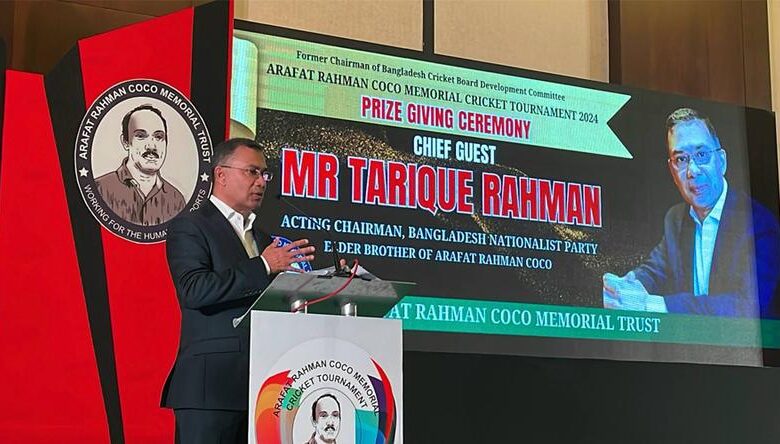 ARAFAT RAHMAN COCO MEMORIAL TRUST
WORKING FOR THE HUMAN
SPORTS
Former Chairman of Bangladesh Cricket Board Development Committee
ARAFAT RAHMAN COCO MEMORIAL CRICKET TOURNAMENT 2024
PRIZE GIVING CEREMONY
CHIEF GUEST
MR TARIQUE RAHMAN
ACTING CHAIRMAN, BANGLADESH NATIONALIST PARTY
BROTHER OF ARAFAT RAHMAN COCO
FAT RAHMAN COCO MEMORIAL TRUST
ARAFAT RAHMAN COCO MEMORIAL
CRICKET TOURNAMENT